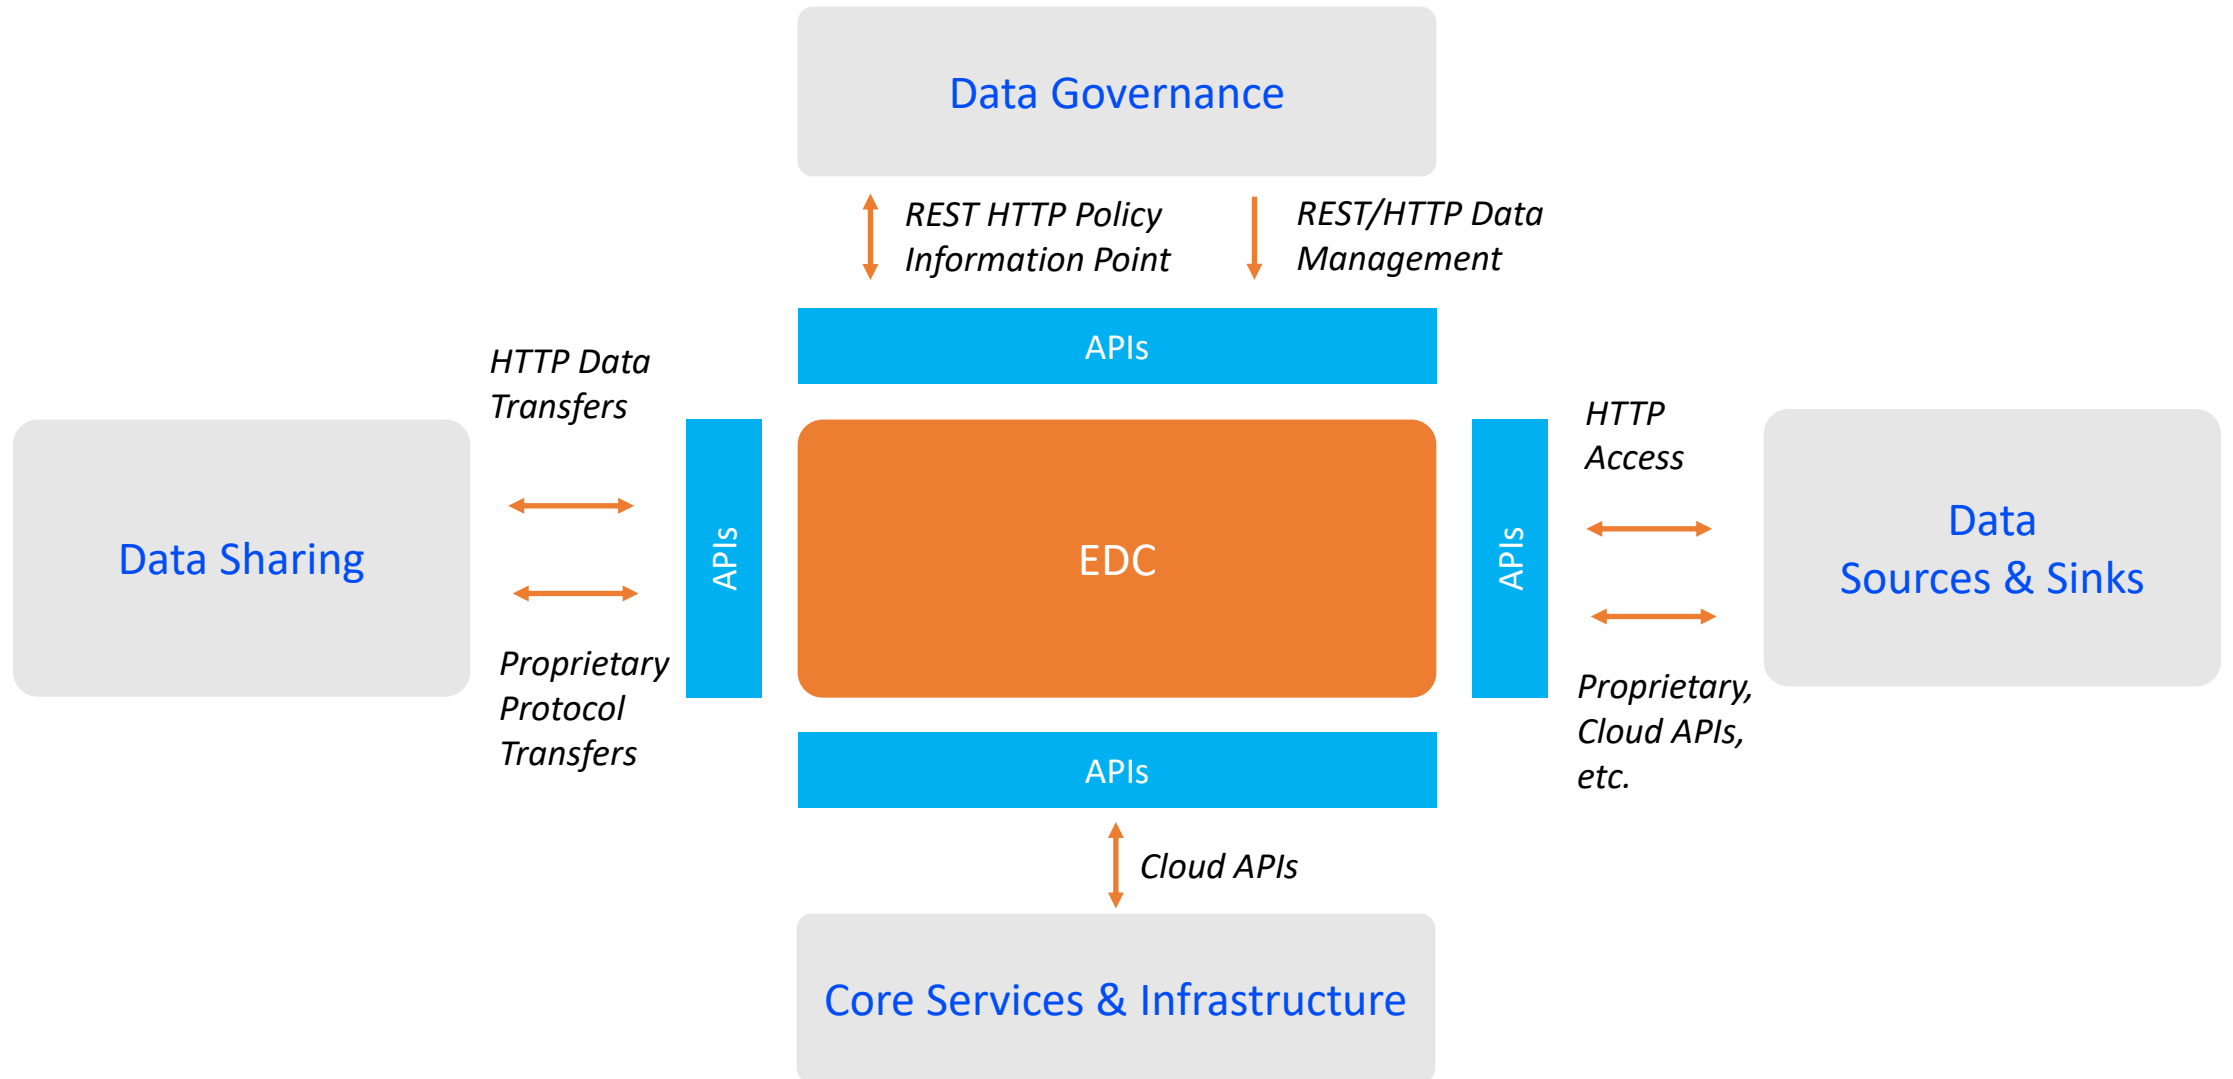 Data Governance
REST HTTP Policy
Information Point
REST/HTTP Data
Management
APIs
HTTP Data
Transfers
HTTP
Access
Data Sharing
APIs
EDC
APIs
Data
Sources & Sinks
Proprietary
Protocol
Transfers
Proprietary,
Cloud APIs,
etc.
APIs
Cloud APIs
Core Services & Infrastructure